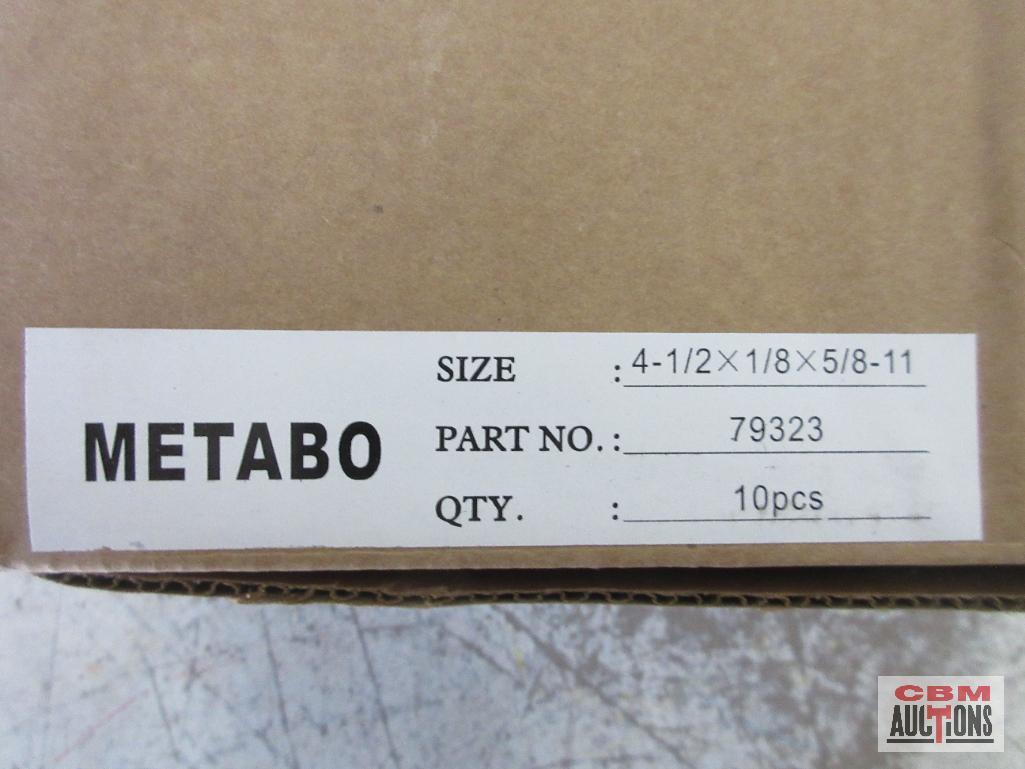 SIZE : 4-1/2×1/8×5/8-11
METABO
PART NO. : 79323
QTY. : 10pcs
CBM
AUCTIONS